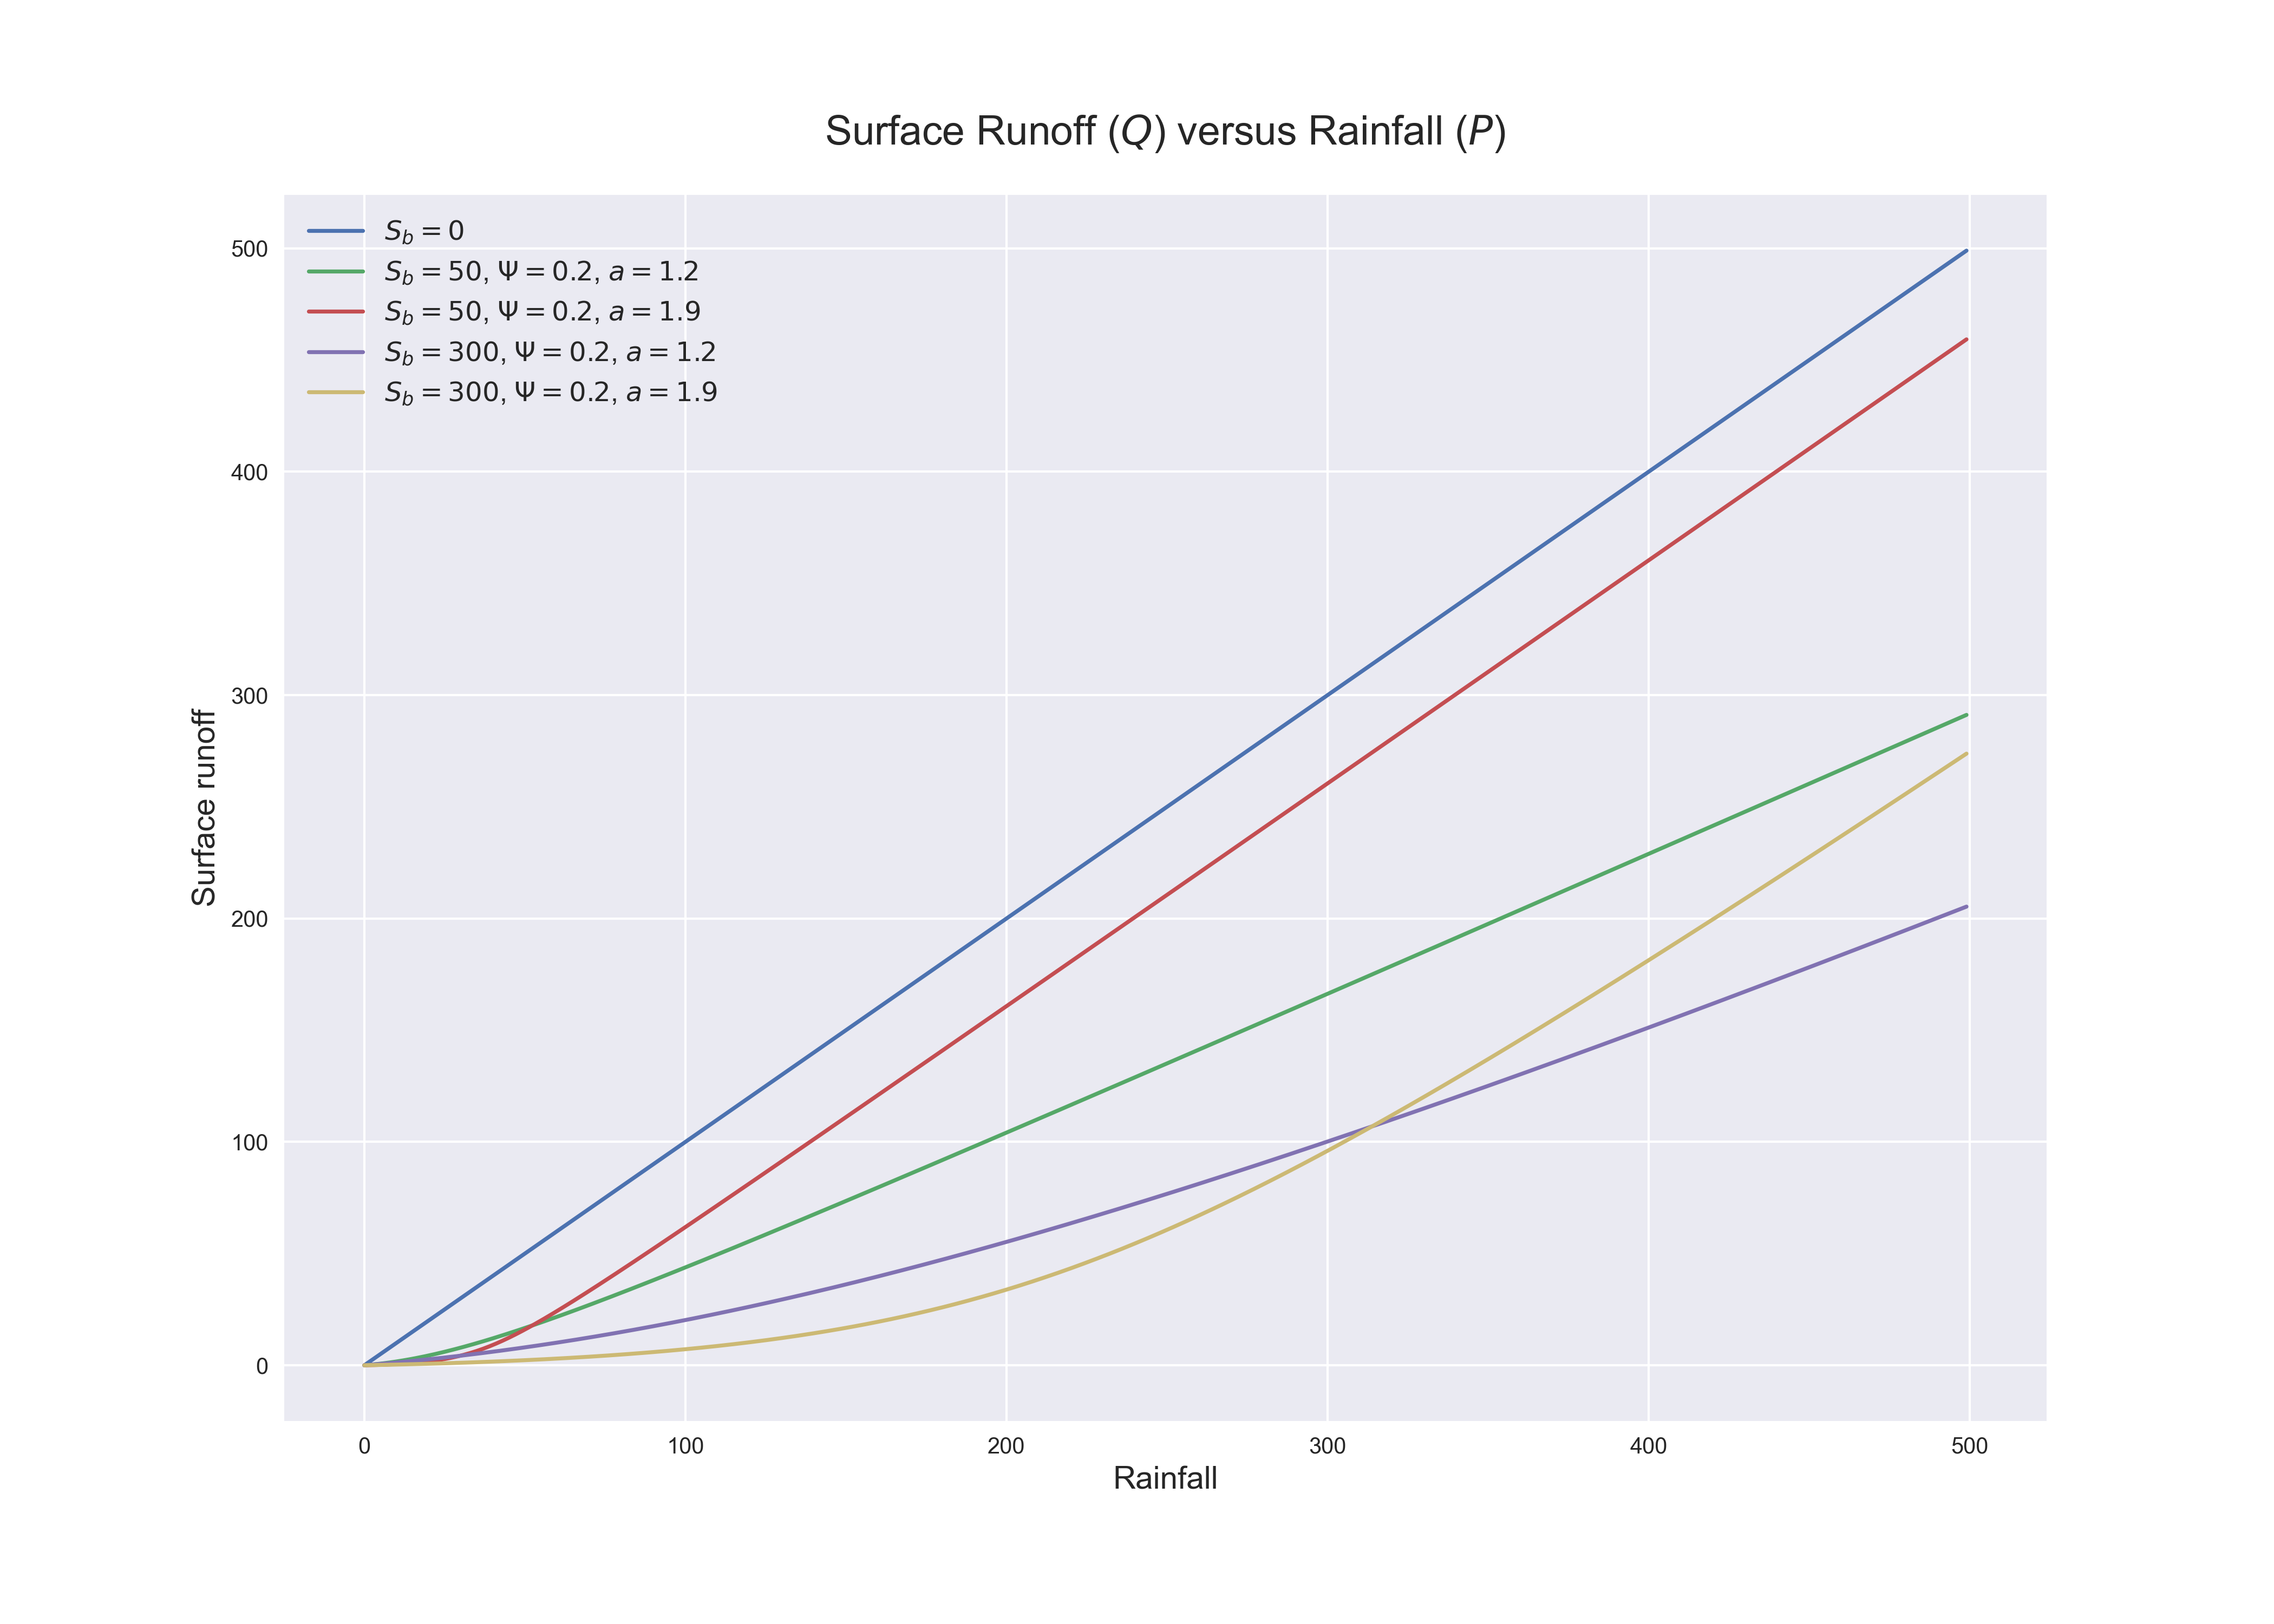 Surface Runoff (Q) versus Rainfall (P)
S_b = 0
S_b = 50, Ψ = 0.2, a = 1.2
S_b = 50, Ψ = 0.2, a = 1.9
S_b = 300, Ψ = 0.2, a = 1.2
S_b = 300, Ψ = 0.2, a = 1.9
500
400
300
200
100
0
Surface runoff
0 100 200 300 400 500
Rainfall